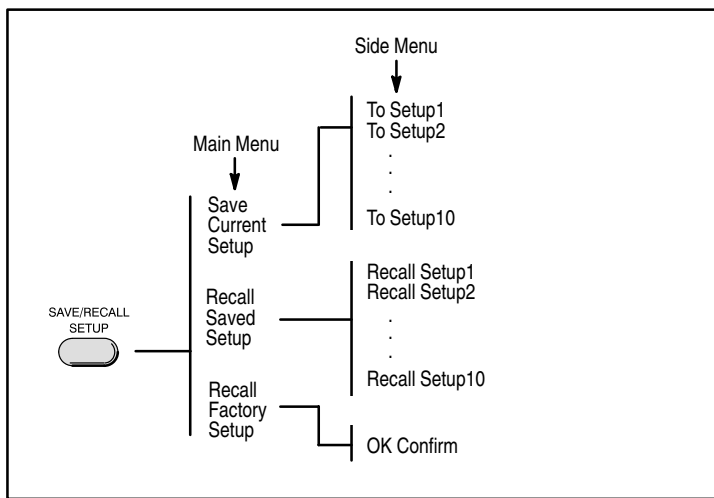 Side Menu
To Setup1
To Setup2
.
.
.
To Setup10
Main Menu
Save
Current
Setup
Recall Setup1
Recall Setup2
.
.
.
Recall Setup10
Recall
Saved
Setup
SAVE/RECALL
SETUP
Recall
Factory
Setup
OK Confirm